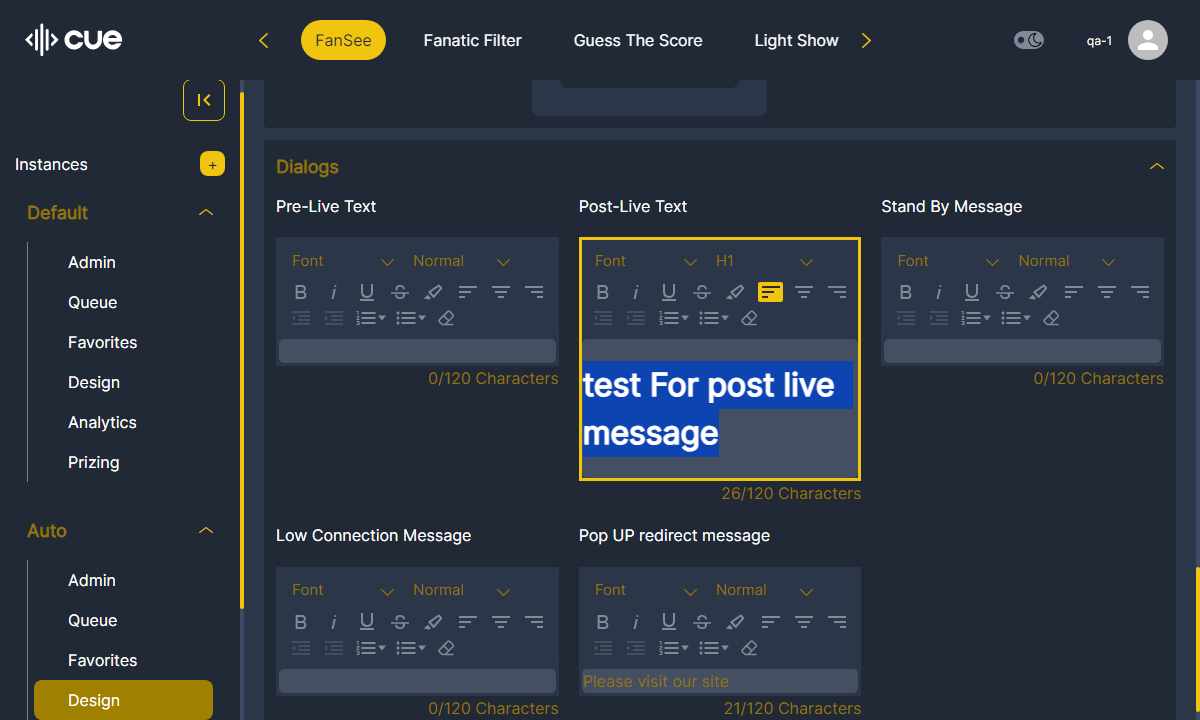 cue
FanSee
Fanatic Filter
Guess The Score
Light Show
qa-1
Instances
+
Default
Admin
Queue
Favorites
Design
Analytics
Prizing
Auto
Admin
Queue
Favorites
Design
Dialogs
Pre-Live Text
Font Normal
B i U S
0/120 Characters
Post-Live Text
Font H1
B i U S
test For post live
message
26/120 Characters
Stand By Message
Font Normal
B i U S
0/120 Characters
Low Connection Message
Font Normal
B i U S
0/120 Characters
Pop UP redirect message
Font Normal
B i U S
Please visit our site
21/120 Characters